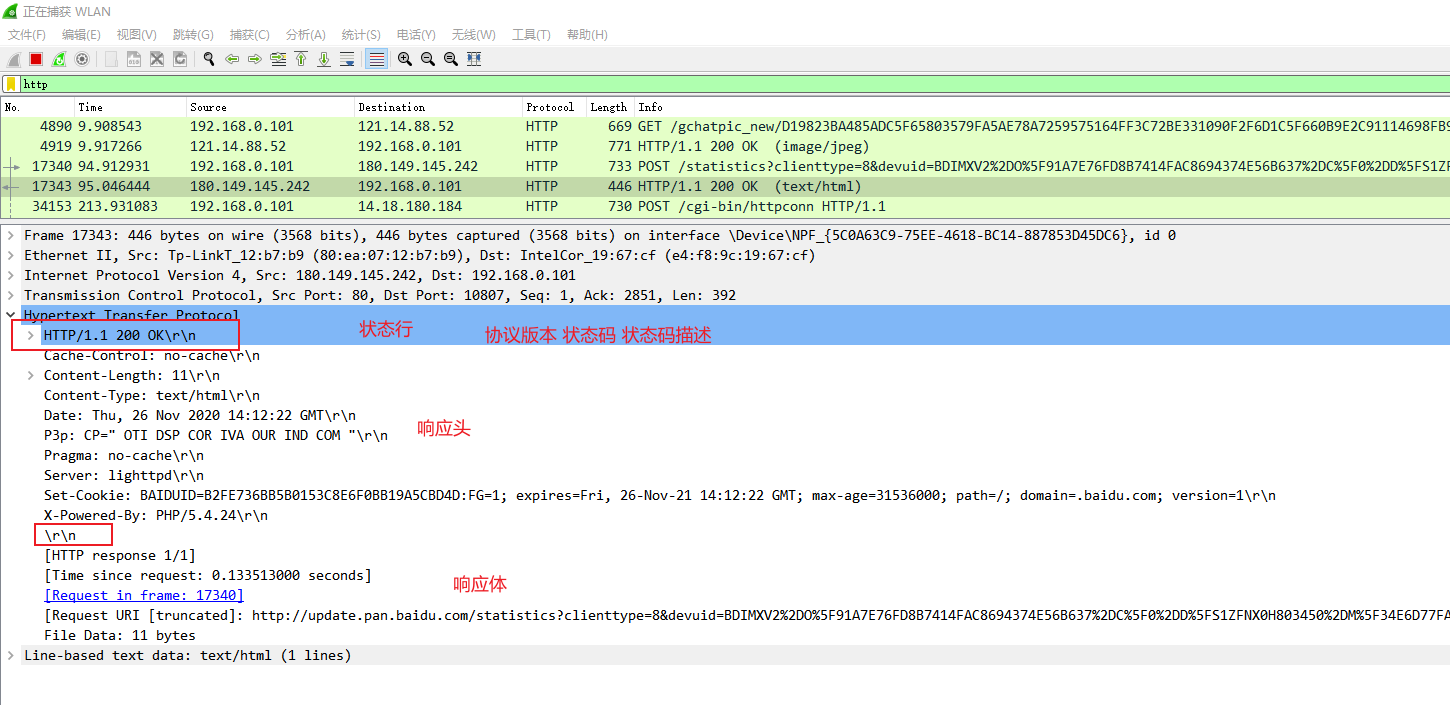 正在捕获 WLAN
文件(F) 编辑(E) 视图(V) 跳转(G) 捕获(C) 分析(A) 统计(S) 电话(Y) 无线(W) 工具(T) 帮助(H)
http
No. Time Source Destination Protocol Length Info
4890 9.908543 192.168.0.101 121.14.88.52 HTTP 669 GET /gchatpic_new/D19823BA485ADC5F65803579FA5AE78A7259575164FF3C72BE331090F2F6D1C5F660B9E2C91114698FB9
4919 9.917266 121.14.88.52 192.168.0.101 HTTP 771 HTTP/1.1 200 OK (image/jpeg)
17340 94.912931 192.168.0.101 180.149.145.242 HTTP 733 POST /statistics?clienttype=8&devuid=BDIMXV2%2DO%5F91A7E76FD8B7414FAC8694374E56B637%2DC%5F0%2DD%5FS1ZF
17343 95.046444 180.149.145.242 192.168.0.101 HTTP 446 HTTP/1.1 200 OK (text/html)
34153 213.931083 192.168.0.101 14.18.180.184 HTTP 730 POST /cgi-bin/httpconn HTTP/1.1
Frame 17343: 446 bytes on wire (3568 bits), 446 bytes captured (3568 bits) on interface \Device\NPF_{5C0A63C9-75EE-4618-BC14-887853D45DC6}, id 0
Ethernet II, Src: Tp-LinkT_12:b7:b9 (80:ea:07:12:b7:b9), Dst: IntelCor_19:67:cf (e4:f8:9c:19:67:cf)
Internet Protocol Version 4, Src: 180.149.145.242, Dst: 192.168.0.101
Transmission Control Protocol, Src Port: 80, Dst Port: 10807, Seq: 1, Ack: 2851, Len: 392
Hypertext Transfer Protocol
HTTP/1.1 200 OK\r\n 状态行 协议版本 状态码 状态码描述
Cache-Control: no-cache\r\n
Content-Length: 11\r\n
Content-Type: text/html\r\n
Date: Thu, 26 Nov 2020 14:12:22 GMT\r\n
响应头
P3p: CP=" OTI DSP COR IVA OUR IND COM "\r\n
Pragma: no-cache\r\n
Server: lighttpd\r\n
Set-Cookie: BAIDUID=B2FE736BB5B0153C8E6F0BB19A5CBD4D:FG=1; expires=Fri, 26-Nov-21 14:12:22 GMT; max-age=31536000; path=/; domain=.baidu.com; version=1\r\n
X-Powered-By: PHP/5.4.24\r\n
\r\n
[HTTP response 1/1]
[Time since request: 0.133513000 seconds]
响应体
[Request in frame: 17340]
[Request URI [truncated]: http://update.pan.baidu.com/statistics?clienttype=8&devuid=BDIMXV2%2DO%5F91A7E76FD8B7414FAC8694374E56B637%2DC%5F0%2DD%5FS1ZFNX0H803450%2DM%5F34E6D77FA
File Data: 11 bytes
Line-based text data: text/html (1 lines)